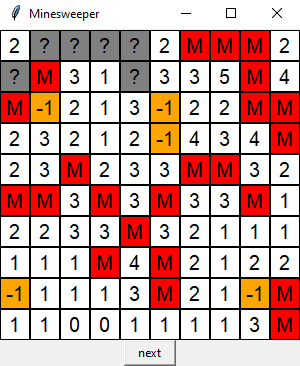 Minesweeper
2 ? ? ? ? 2 M M M 2
? M 3 1 ? 3 3 5 M 4
M -1 2 1 3 -1 2 2 M M
2 3 2 1 2 -1 4 3 4 M
2 3 M 2 3 3 M M 3 2
M M 3 M 3 M 3 3 M 1
2 2 3 3 M 3 2 1 1 1
1 1 1 M 4 M 2 1 2 2
-1 1 1 1 3 M 2 1 -1 M
1 1 0 0 1 1 1 1 3 M
next